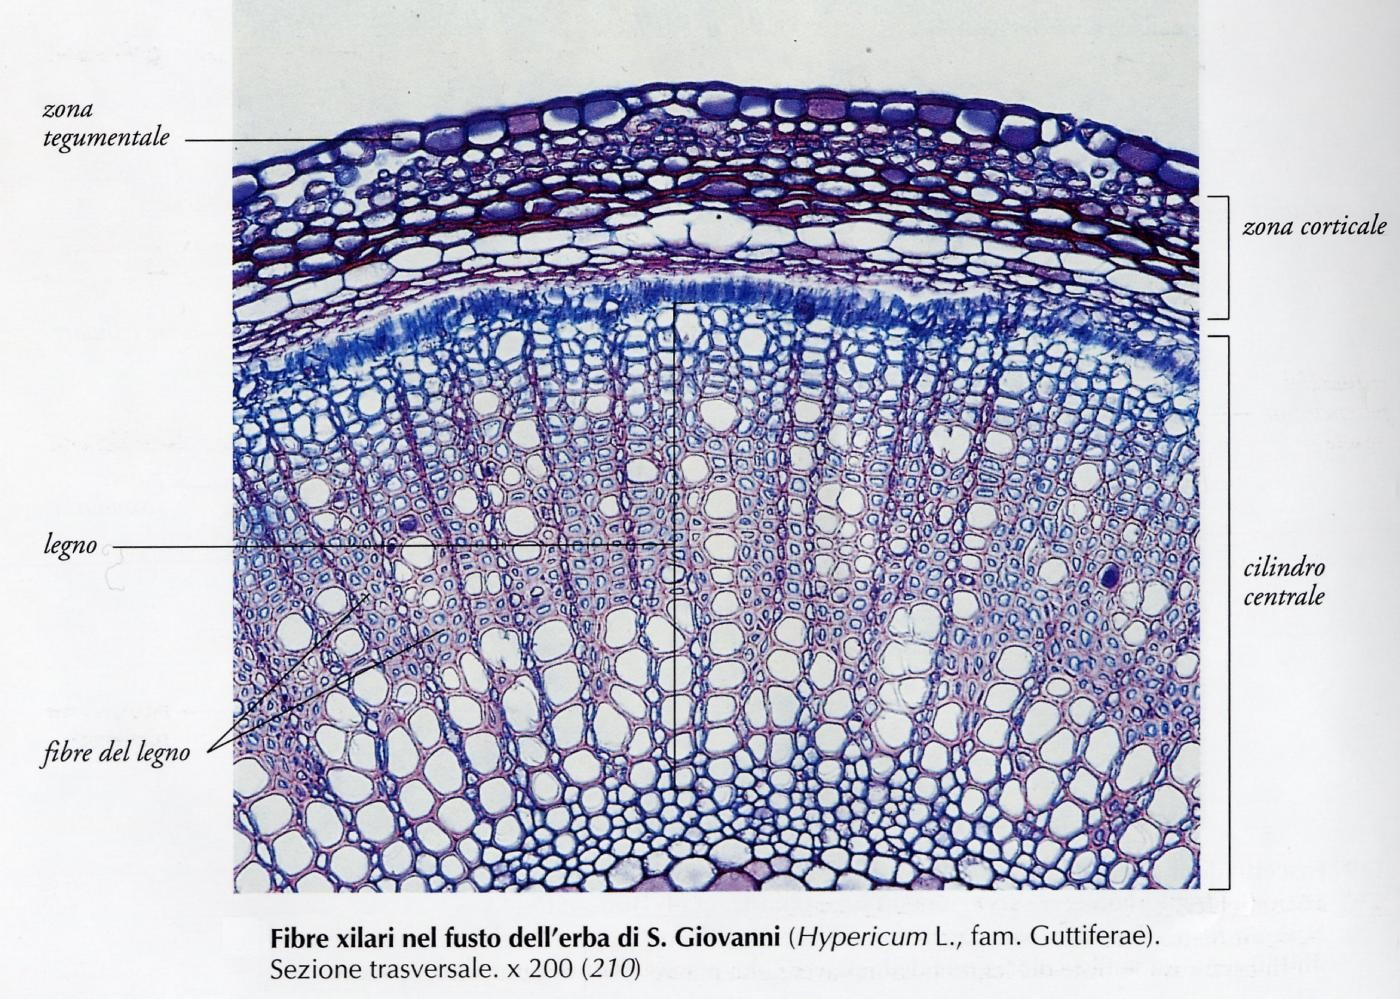 zona
tegumentale
zona corticale
legno
cilindro
centrale
fibre del legno
Fibre xilari nel fusto dell'erba di S. Giovanni (Hypericum L., fam. Guttiferae).
Sezione trasversale. x 200 (210)